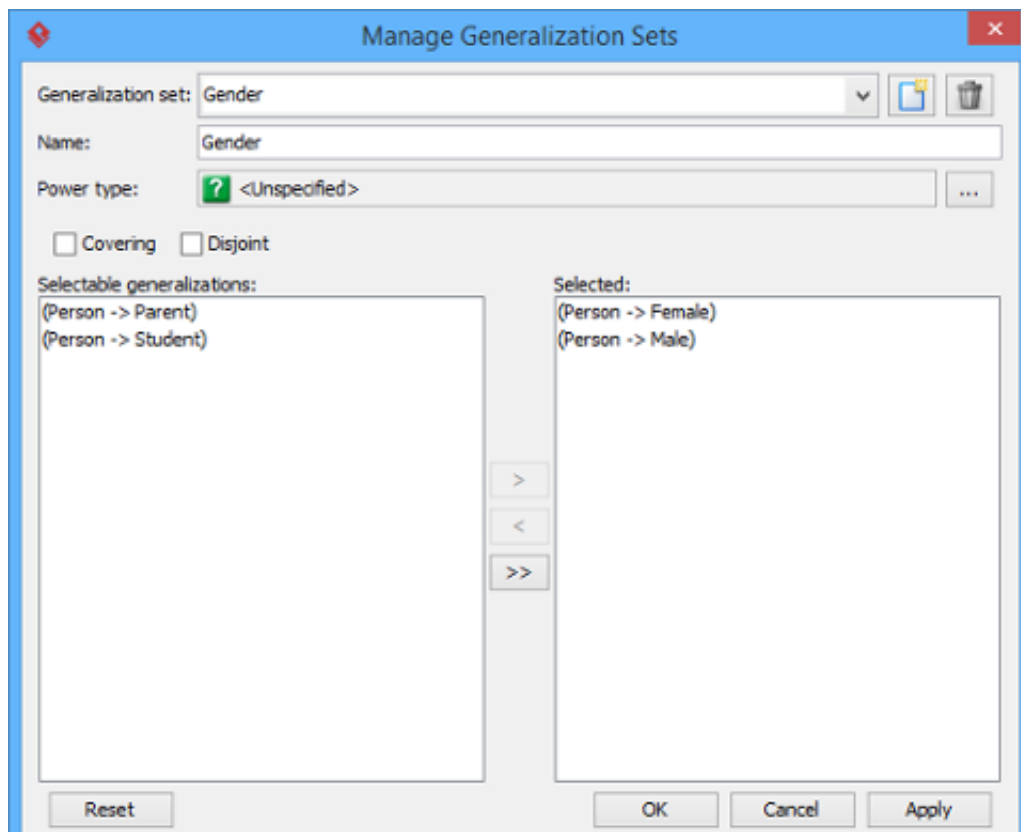 Manage Generalization Sets
Generalization set: Gender
Name: Gender
Power type: ? <Unspecified> ...
Covering Disjoint
Selectable generalizations: Selected:
(Person -> Parent) (Person -> Female)
(Person -> Student) (Person -> Male)
>
<
>>
Reset OK Cancel Apply